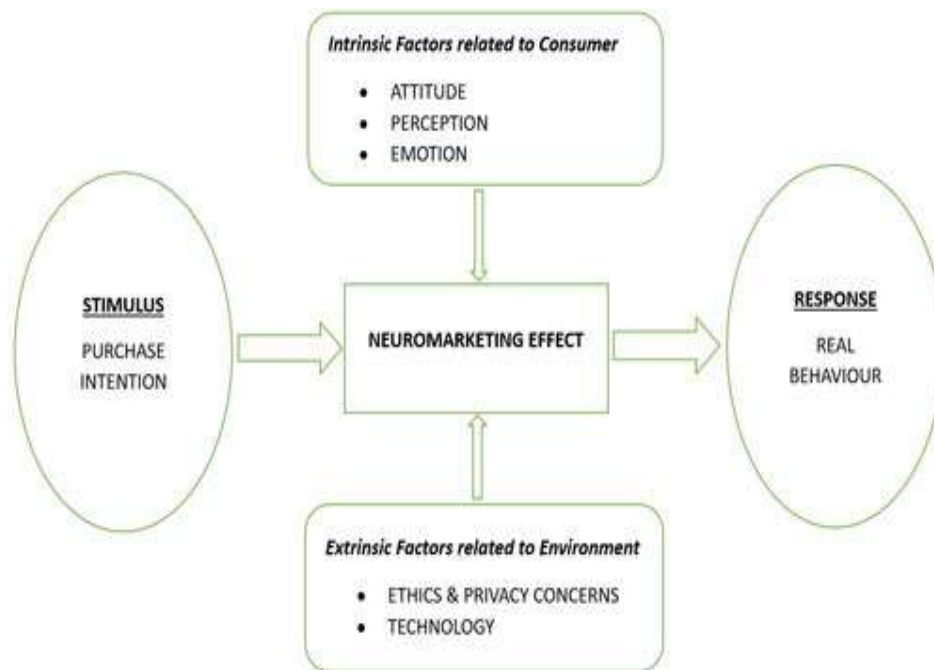 Intrinsic Factors related to Consumer
• ATTITUDE
• PERCEPTION
• EMOTION
STIMULUS
PURCHASE
INTENTION
NEUROMARKETING EFFECT
RESPONSE
REAL
BEHAVIOUR
Extrinsic Factors related to Environment
• ETHICS & PRIVACY CONCERNS
• TECHNOLOGY